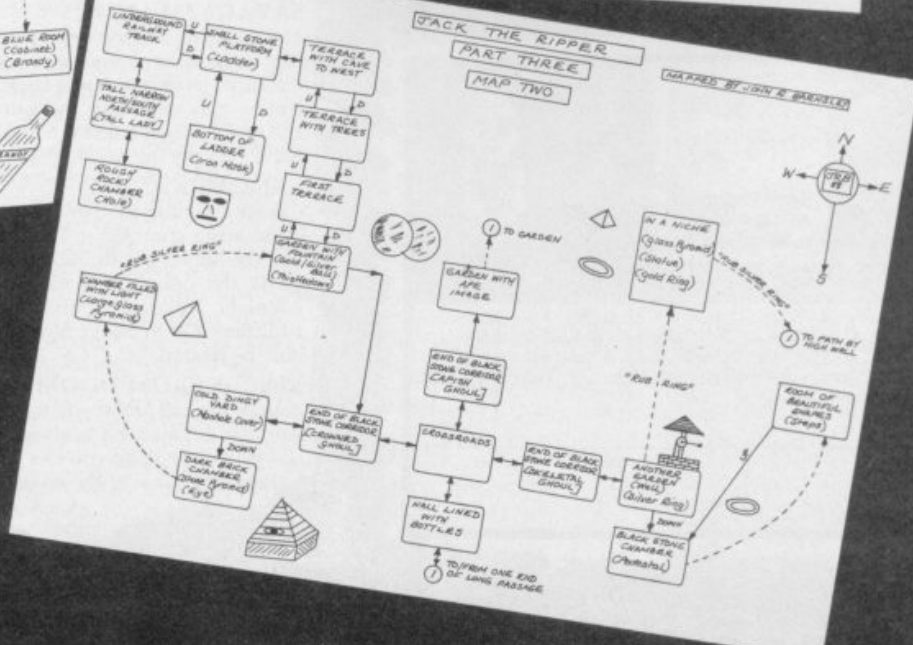 BLUE ROOM
(Cabinet)
(Brandy)
BRANDY
JACK THE RIPPER
PART THREE
MAP TWO
MAPPED BY JOHN R BARNSLEY
N
W
E
S
UNDERGROUND
RAILWAY
TRACK
U
D
SMALL STONE
PLATFORM
(Ladder)
TERRACE
WITH CAVE
TO WEST
TALL NARROW
NORTH/SOUTH
PASSAGE
[TALL LADY]
U
D
BOTTOM OF
LADDER
(Iron Mask)
U
D
TERRACE
WITH TREES
ROUGH
ROCKY
CHAMBER
(Hole)
U
D
FIRST
TERRACE
U
D
GARDEN WITH
FOUNTAIN
(Gold/Silver
Ball)
"RUB SILVER RING"
CHAMBER FILLED
WITH LIGHT
(Large glass
Pyramid)
1 TO GARDEN
GARDEN WITH
APE
IMAGE
IN A NICHE
(glass Pyramid)
(Statue)
(gold Ring)
"RUB SILVER RING"
1 TO PATH BY
HIGH WALL
END OF BLACK
STONE CORRIDOR
[APISH
GHOUL]
"RUB RING"
ROOM OF
BEAUTIFUL
SHAPES
(Steps)
S
COLD DINGY
YARD
(Manhole Cover)
DOWN
DARK BRICK
CHAMBER
(Stone Pyramid)
(Eye)
END OF BLACK
STONE CORRIDOR
[CROWNED
GHOUL]
CROSSROADS
END OF BLACK
STONE CORRIDOR
[SKELETAL
GHOUL]
ANOTHER
GARDEN
(Well)
(Silver Ring)
DOWN
BLACK STONE
CHAMBER
(Pedestal)
HALL LINED
WITH
BOTTLES
1 TO/FROM ONE END
OF LONG PASSAGE